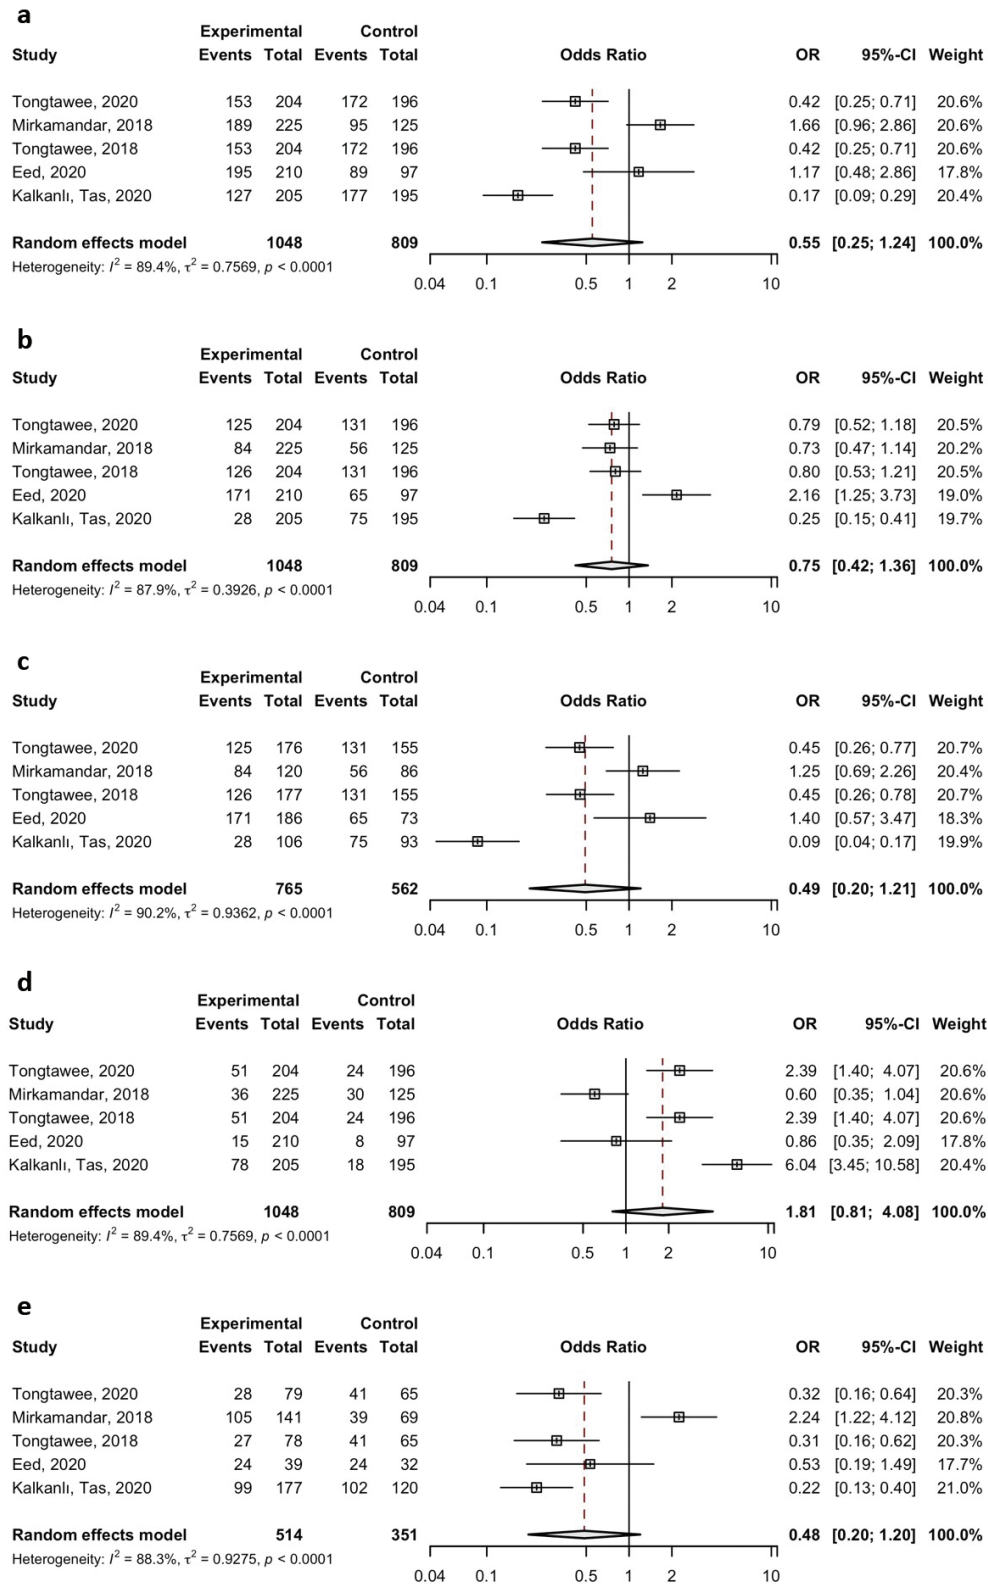 a
Experimental Control
Study Events Total Events Total Odds Ratio OR 95%-CI Weight
Tongtawee, 2020 153 204 172 196 0.42 [0.25; 0.71] 20.6%
Mirkamandar, 2018 189 225 95 125 1.66 [0.96; 2.86] 20.6%
Tongtawee, 2018 153 204 172 196 0.42 [0.25; 0.71] 20.6%
Eed, 2020 195 210 89 97 1.17 [0.48; 2.86] 17.8%
Kalkanlı, Tas, 2020 127 205 177 195 0.17 [0.09; 0.29] 20.4%
Random effects model 1048 809 0.55 [0.25; 1.24] 100.0%
Heterogeneity: I² = 89.4%, τ² = 0.7569, p < 0.0001
0.04 0.1 0.5 1 2 10
b
Experimental Control
Study Events Total Events Total Odds Ratio OR 95%-CI Weight
Tongtawee, 2020 125 204 131 196 0.79 [0.52; 1.18] 20.5%
Mirkamandar, 2018 84 225 56 125 0.73 [0.47; 1.14] 20.2%
Tongtawee, 2018 126 204 131 196 0.80 [0.53; 1.21] 20.5%
Eed, 2020 171 210 65 97 2.16 [1.25; 3.73] 19.0%
Kalkanlı, Tas, 2020 28 205 75 195 0.25 [0.15; 0.41] 19.7%
Random effects model 1048 809 0.75 [0.42; 1.36] 100.0%
Heterogeneity: I² = 87.9%, τ² = 0.3926, p < 0.0001
0.04 0.1 0.5 1 2 10
c
Experimental Control
Study Events Total Events Total Odds Ratio OR 95%-CI Weight
Tongtawee, 2020 125 176 131 155 0.45 [0.26; 0.77] 20.7%
Mirkamandar, 2018 84 120 56 86 1.25 [0.69; 2.26] 20.4%
Tongtawee, 2018 126 177 131 155 0.45 [0.26; 0.78] 20.7%
Eed, 2020 171 186 65 73 1.40 [0.57; 3.47] 18.3%
Kalkanlı, Tas, 2020 28 106 75 93 0.09 [0.04; 0.17] 19.9%
Random effects model 765 562 0.49 [0.20; 1.21] 100.0%
Heterogeneity: I² = 90.2%, τ² = 0.9362, p < 0.0001
0.04 0.1 0.5 1 2 10
d
Experimental Control
Study Events Total Events Total Odds Ratio OR 95%-CI Weight
Tongtawee, 2020 51 204 24 196 2.39 [1.40; 4.07] 20.6%
Mirkamandar, 2018 36 225 30 125 0.60 [0.35; 1.04] 20.6%
Tongtawee, 2018 51 204 24 196 2.39 [1.40; 4.07] 20.6%
Eed, 2020 15 210 8 97 0.86 [0.35; 2.09] 17.8%
Kalkanlı, Tas, 2020 78 205 18 195 6.04 [3.45; 10.58] 20.4%
Random effects model 1048 809 1.81 [0.81; 4.08] 100.0%
Heterogeneity: I² = 89.4%, τ² = 0.7569, p < 0.0001
0.04 0.1 0.5 1 2 10
e
Experimental Control
Study Events Total Events Total Odds Ratio OR 95%-CI Weight
Tongtawee, 2020 28 79 41 65 0.32 [0.16; 0.64] 20.3%
Mirkamandar, 2018 105 141 39 69 2.24 [1.22; 4.12] 20.8%
Tongtawee, 2018 27 78 41 65 0.31 [0.16; 0.62] 20.3%
Eed, 2020 24 39 24 32 0.53 [0.19; 1.49] 17.7%
Kalkanlı, Tas, 2020 99 177 102 120 0.22 [0.13; 0.40] 21.0%
Random effects model 514 351 0.48 [0.20; 1.20] 100.0%
Heterogeneity: I² = 88.3%, τ² = 0.9275, p < 0.0001
0.04 0.1 0.5 1 2 10